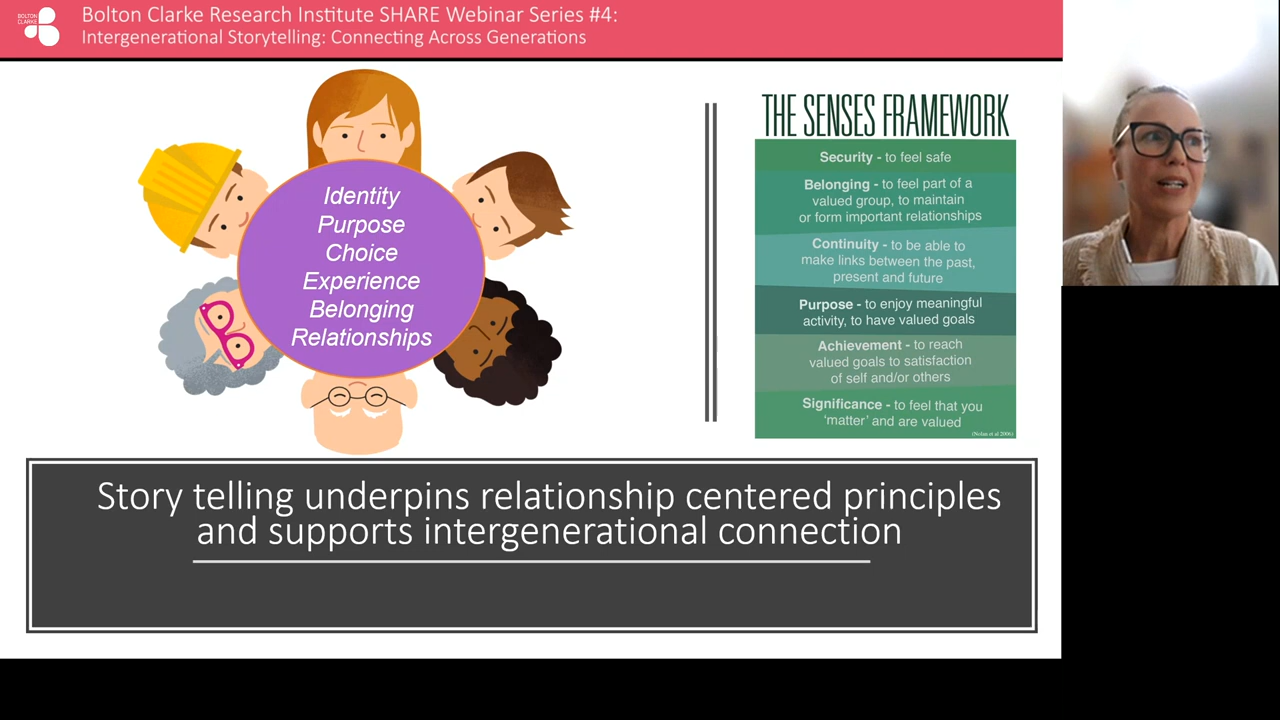 BOLTON
CLARKE
Bolton Clarke Research Institute SHARE Webinar Series #4:
Intergenerational Storytelling: Connecting Across Generations
Identity
Purpose
Choice
Experience
Belonging
Relationships
THE SENSES FRAMEWORK
Security - to feel safe
Belonging - to feel part of a
valued group, to maintain
or form important relationships
Continuity - to be able to
make links between the past,
present and future
Purpose - to enjoy meaningful
activity, to have valued goals
Achievement - to reach
valued goals to satisfaction
of self and/or others
Significance - to feel that you
‘matter’ and are valued
(Nolan et al 2006)
Story telling underpins relationship centered principles
and supports intergenerational connection